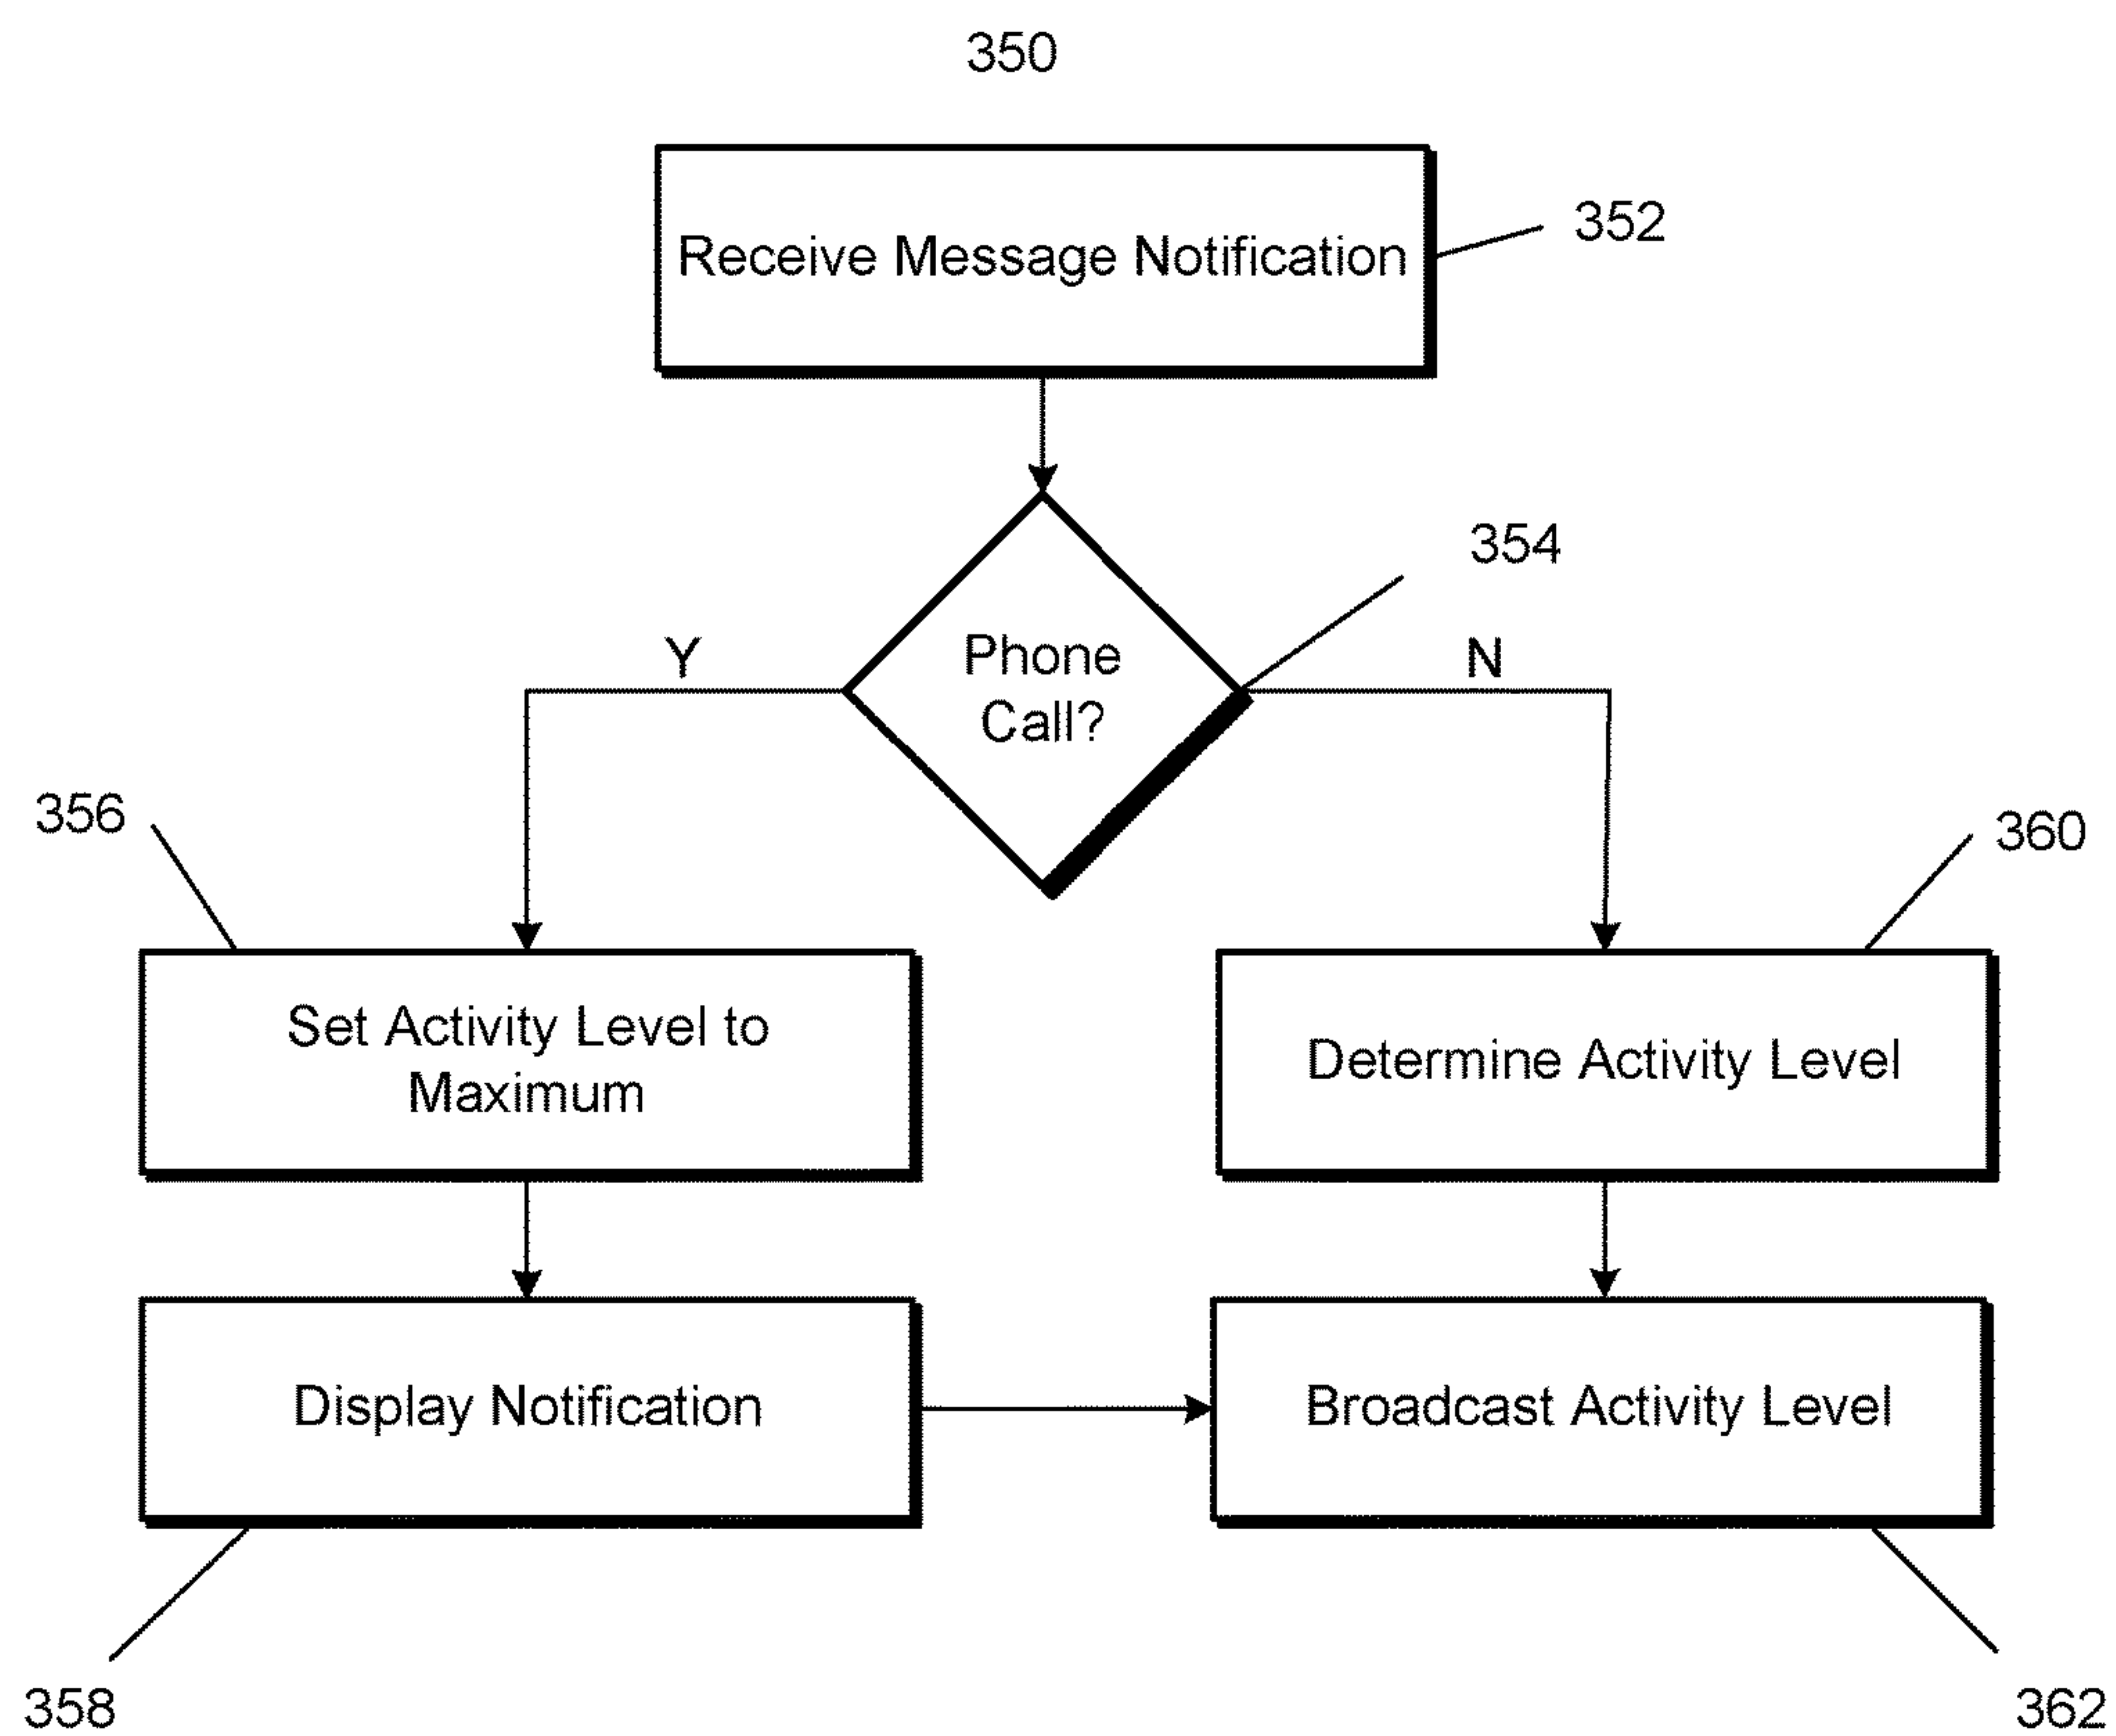 350
Receive Message Notification
352
354
Phone
Call?
Y
N
356
360
Set Activity Level to
Maximum
Determine Activity Level
Display Notification
Broadcast Activity Level
358
362